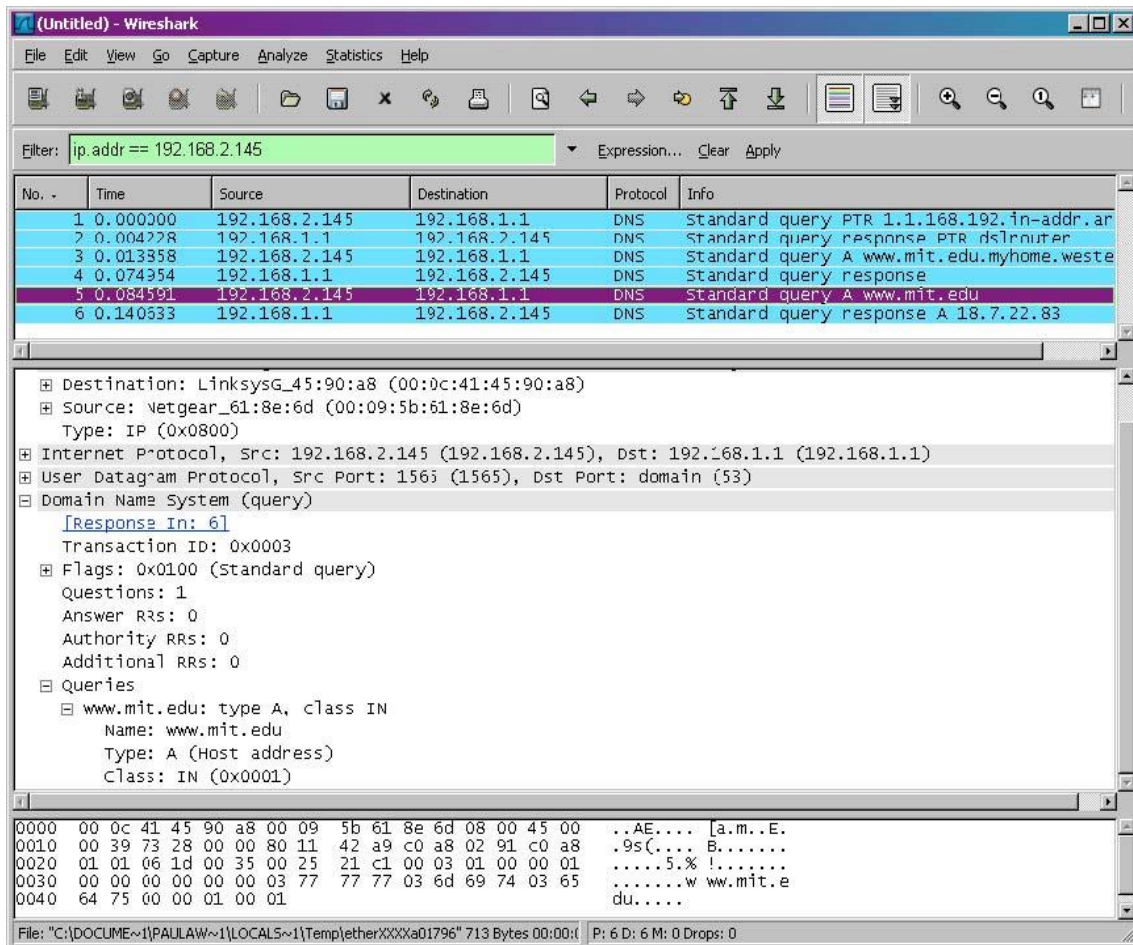 (Untitled) - Wireshark
File Edit View Go Capture Analyze Statistics Help
Filter: ip.addr == 192.168.2.145 Expression... Clear Apply
No. - Time Source Destination Protocol Info
1 0.000000 192.168.2.145 192.168.1.1 DNS Standard query PTR 1.1.168.192.in-addr.ar
2 0.004228 192.168.1.1 192.168.2.145 DNS Standard query response PTR dslrouter
3 0.013858 192.168.2.145 192.168.1.1 DNS Standard query A www.mit.edu.myhome.weste
4 0.074954 192.168.1.1 192.168.2.145 DNS Standard query response
5 0.084591 192.168.2.145 192.168.1.1 DNS Standard query A www.mit.edu
6 0.140633 192.168.1.1 192.168.2.145 DNS Standard query response A 18.7.22.83
Destination: LinksysG_45:90:a8 (00:0c:41:45:90:a8)
Source: Netgear_61:8e:6d (00:09:5b:61:8e:6d)
Type: IP (0x0800)
Internet Protocol, Src: 192.168.2.145 (192.168.2.145), Dst: 192.168.1.1 (192.168.1.1)
User Datagram Protocol, Src Port: 1565 (1565), Dst Port: domain (53)
Domain Name System (query)
[Response In: 6]
Transaction ID: 0x0003
Flags: 0x0100 (Standard query)
Questions: 1
Answer RRs: 0
Authority RRs: 0
Additional RRs: 0
Queries
www.mit.edu: type A, class IN
Name: www.mit.edu
Type: A (Host address)
Class: IN (0x0001)
0000 00 0c 41 45 90 a8 00 09 5b 61 8e 6d 08 00 45 00 ..AE.... [a.m..E.
0010 00 39 73 28 00 00 80 11 42 a9 c0 a8 02 91 c0 a8 .9s(.... B.......
0020 01 01 06 1d 00 35 00 25 21 c1 00 03 01 00 00 01 .....5.% !.......
0030 00 00 00 00 00 00 03 77 77 77 03 6d 69 74 03 65 .......w ww.mit.e
0040 64 75 00 00 01 00 01 du.....
File: "C:\DOCUME~1\PAULAW~1\LOCALS~1\Temp\etherXXXXa01796" 713 Bytes 00:00:( P: 6 D: 6 M: 0 Drops: 0